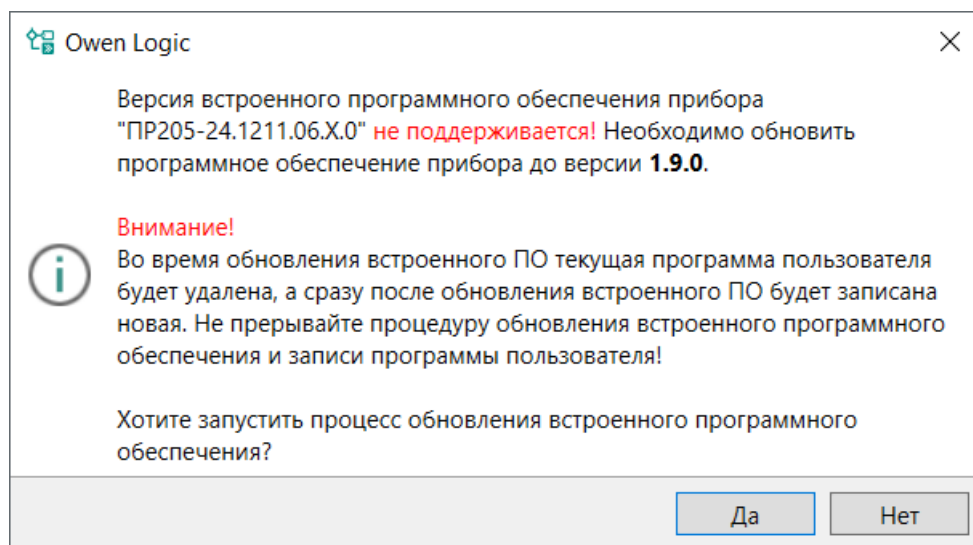 Owen Logic
Версия встроенного программного обеспечения прибора
"ПР205-24.1211.06.X.0" не поддерживается! Необходимо обновить
программное обеспечение прибора до версии 1.9.0.
Внимание!
Во время обновления встроенного ПО текущая программа пользователя
будет удалена, а сразу после обновления встроенного ПО будет записана
новая. Не прерывайте процедуру обновления встроенного программного
обеспечения и записи программы пользователя!
Хотите запустить процесс обновления встроенного программного
обеспечения?
Да
Нет